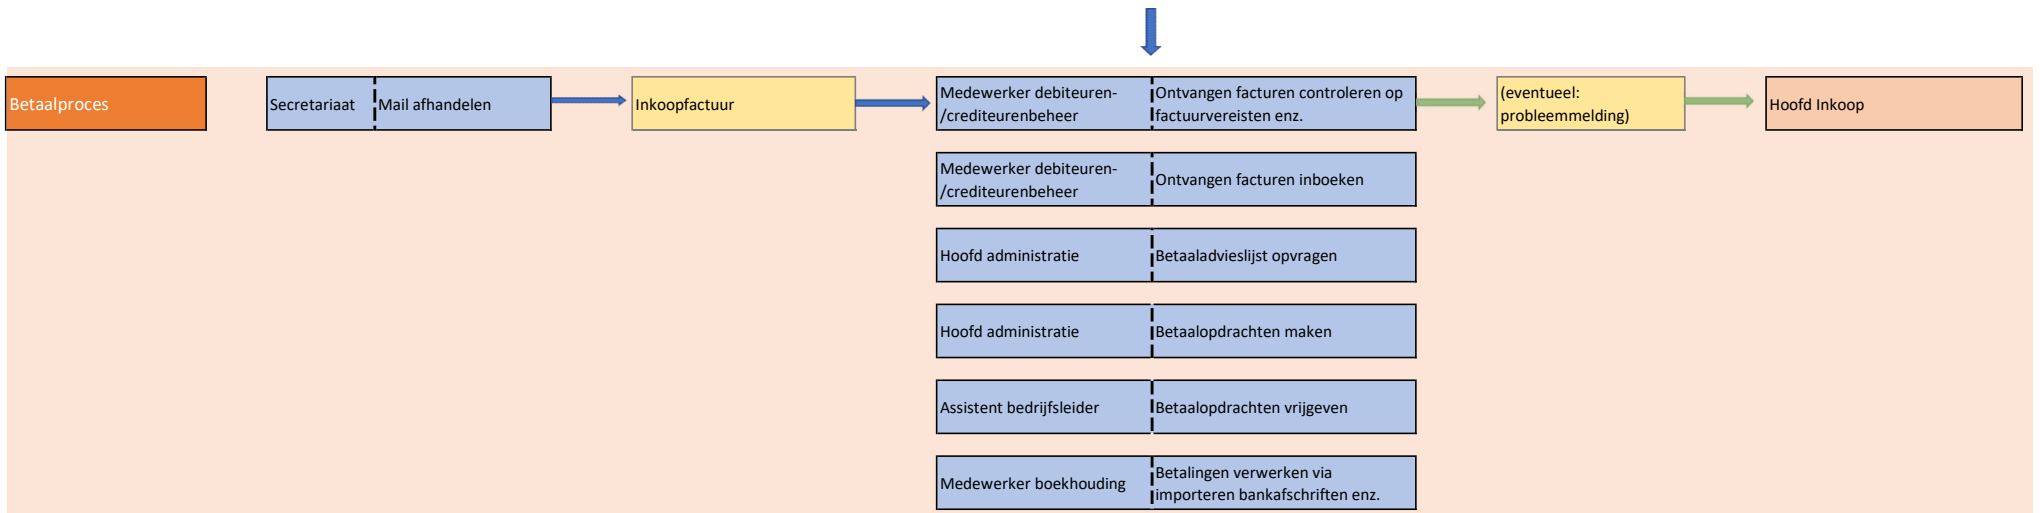 Betaalproces
Secretariaat
Mail afhandelen
Inkoopfactuur
Medewerker debiteuren-
/crediteurenbeheer
Ontvangen facturen controleren op
factuurvereisten enz.
(eventueel:
probleemmelding)
Hoofd Inkoop
Medewerker debiteuren-
/crediteurenbeheer
Ontvangen facturen inboeken
Hoofd administratie
Betaaladvieslijst opvragen
Hoofd administratie
Betaalopdrachten maken
Assistent bedrijfsleider
Betaalopdrachten vrijgeven
Medewerker boekhouding
Betalingen verwerken via
importeren bankafschriften enz.